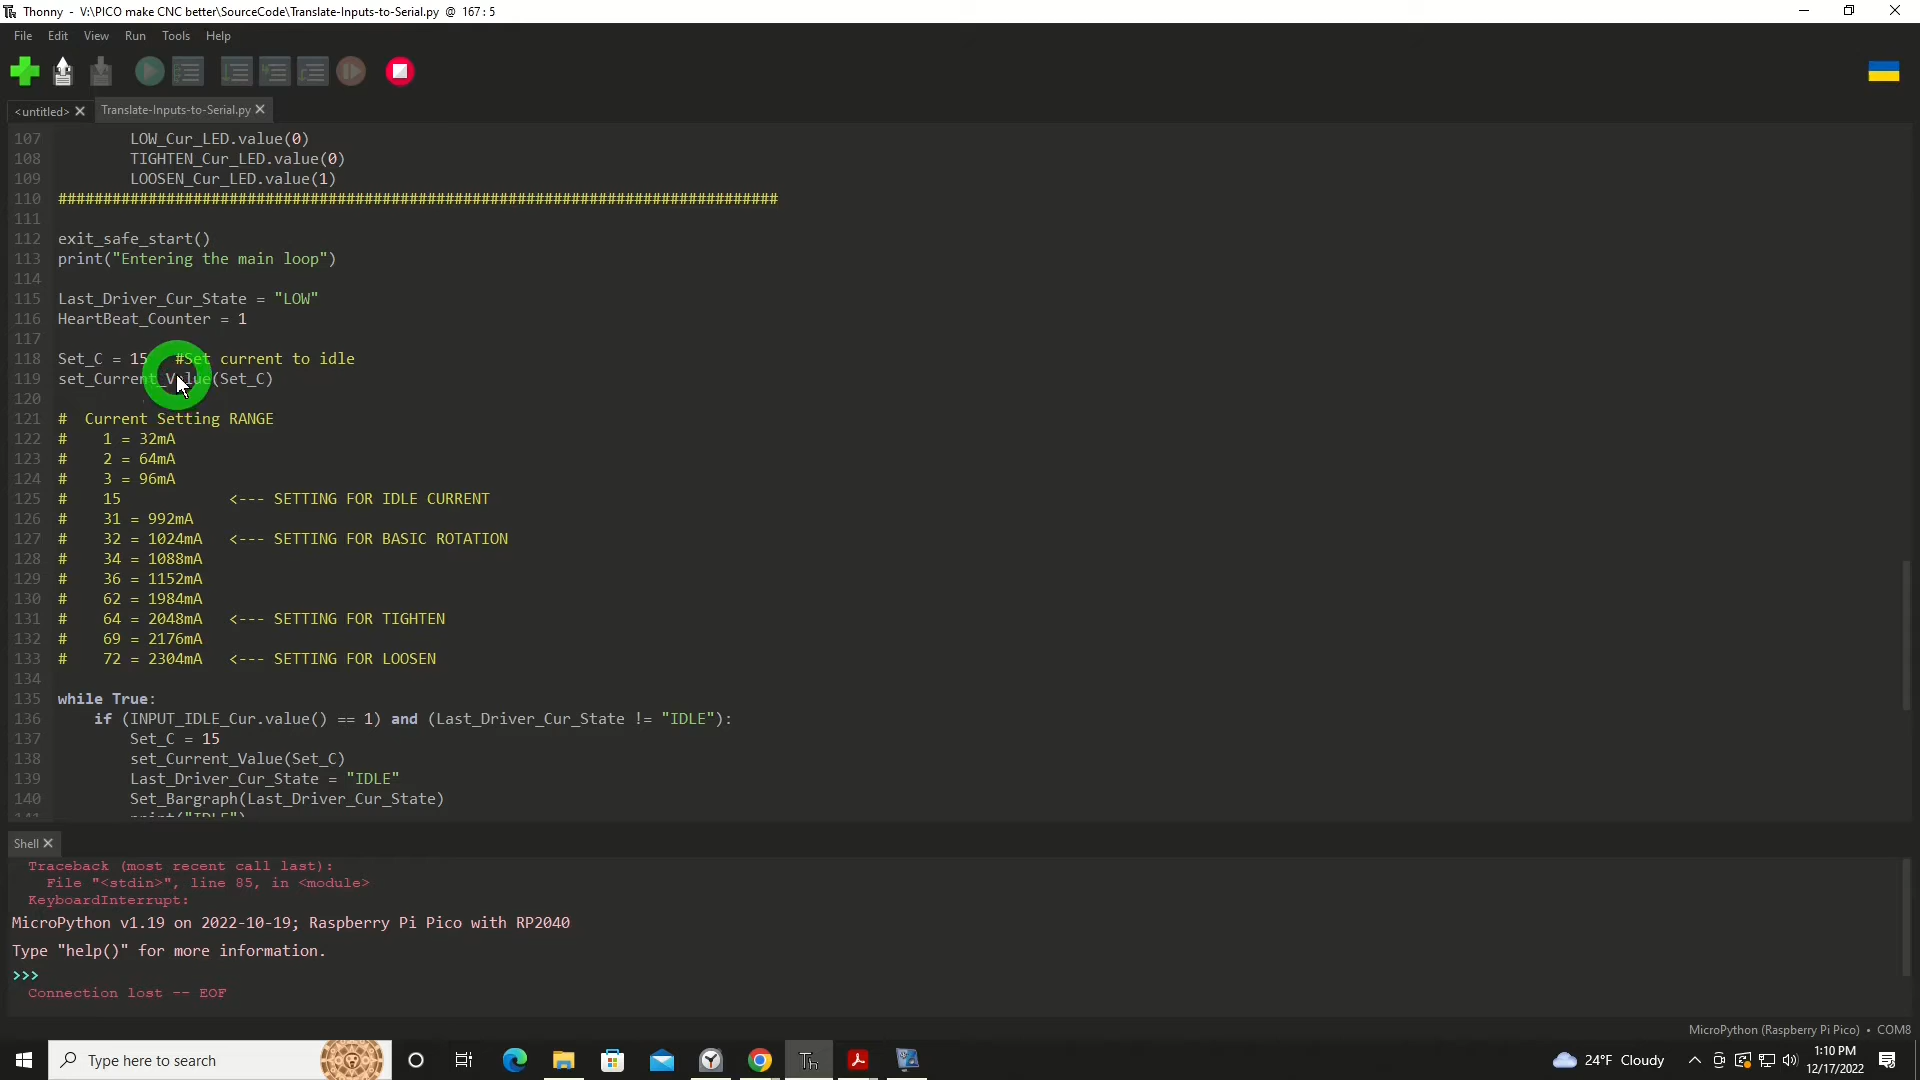 Thonny - V:\PICO make CNC better\SourceCode\Translate-Inputs-to-Serial.py @ 167 : 5
File Edit View Run Tools Help
<untitled> Translate-Inputs-to-Serial.py
107 LOW_Cur_LED.value(0)
108 TIGHTEN_Cur_LED.value(0)
109 LOOSEN_Cur_LED.value(1)
110 ################################################################################
111
112 exit_safe_start()
113 print("Entering the main loop")
114
115 Last_Driver_Cur_State = "LOW"
116 HeartBeat_Counter = 1
117
118 Set_C = 15 #Set current to idle
119 set_Current_Value(Set_C)
120
121 # Current Setting RANGE
122 # 1 = 32mA
123 # 2 = 64mA
124 # 3 = 96mA
125 # 15 <--- SETTING FOR IDLE CURRENT
126 # 31 = 992mA
127 # 32 = 1024mA <--- SETTING FOR BASIC ROTATION
128 # 34 = 1088mA
129 # 36 = 1152mA
130 # 62 = 1984mA
131 # 64 = 2048mA <--- SETTING FOR TIGHTEN
132 # 69 = 2176mA
133 # 72 = 2304mA <--- SETTING FOR LOOSEN
134
135 while True:
136 if (INPUT_IDLE_Cur.value() == 1) and (Last_Driver_Cur_State != "IDLE"):
137 Set_C = 15
138 set_Current_Value(Set_C)
139 Last_Driver_Cur_State = "IDLE"
140 Set_Bargraph(Last_Driver_Cur_State)
141 print("IDLE")
Shell
Traceback (most recent call last):
File "<stdin>", line 85, in <module>
KeyboardInterrupt:
MicroPython v1.19 on 2022-10-19; Raspberry Pi Pico with RP2040
Type "help()" for more information.
>>>
Connection lost -- EOF
MicroPython (Raspberry Pi Pico) • COM8
Type here to search
Th
24°F Cloudy
1:10 PM
12/17/2022